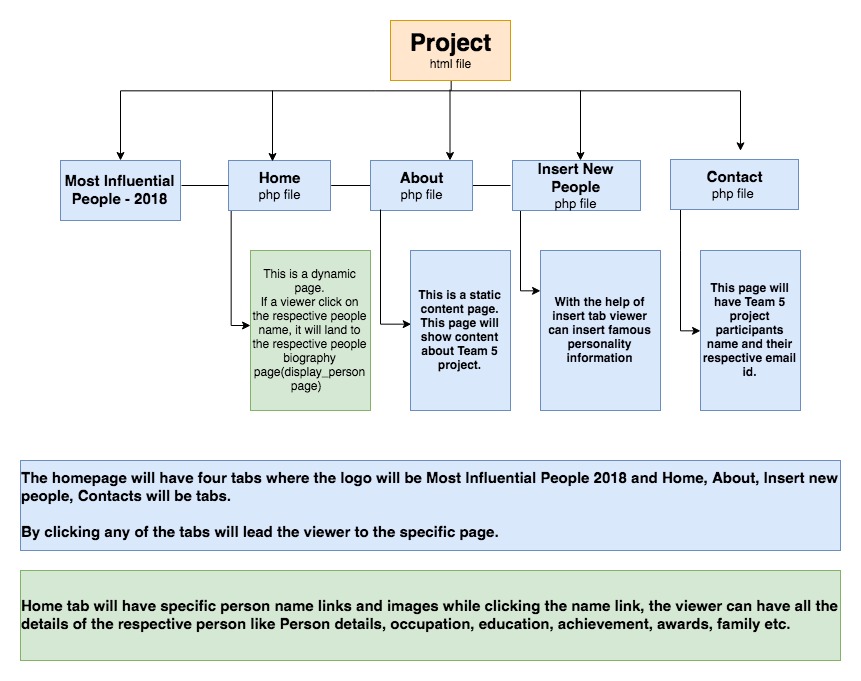 Project
html file
Most Influential
People - 2018
Home
php file
About
php file
Insert New
People
php file
Contact
php file
This is a dynamic
page.
If a viewer click on
the respective people
name, it will land to
the respective people
biography
page(display_person
page)
This is a static
content page.
This page will
show content
about Team 5
project.
With the help of
insert tab viewer
can insert famous
personality
information
This page will
have Team 5
project
participants
name and their
respective email
id.
The homepage will have four tabs where the logo will be Most Influential People 2018 and Home, About, Insert new
people, Contacts will be tabs.
By clicking any of the tabs will lead the viewer to the specific page.
Home tab will have specific person name links and images while clicking the name link, the viewer can have all the
details of the respective person like Person details, occupation, education, achievement, awards, family etc.